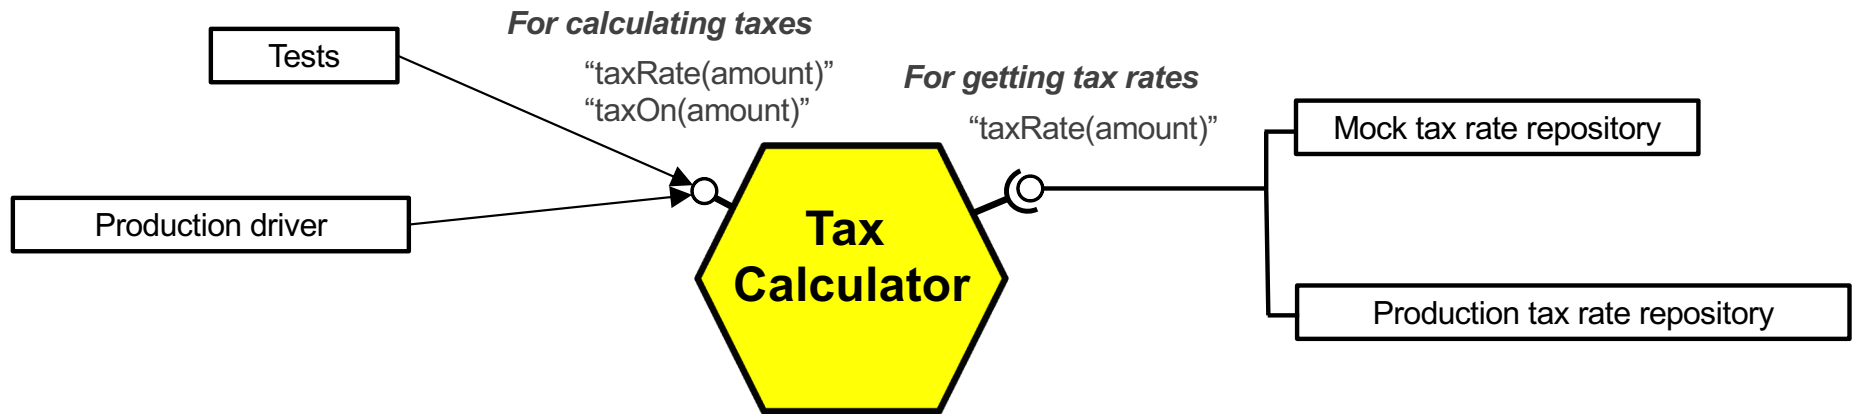 For calculating taxes
Tests
“taxRate(amount)”
“taxOn(amount)”
For getting tax rates
“taxRate(amount)”
Mock tax rate repository
Production driver
Tax
Calculator
Production tax rate repository